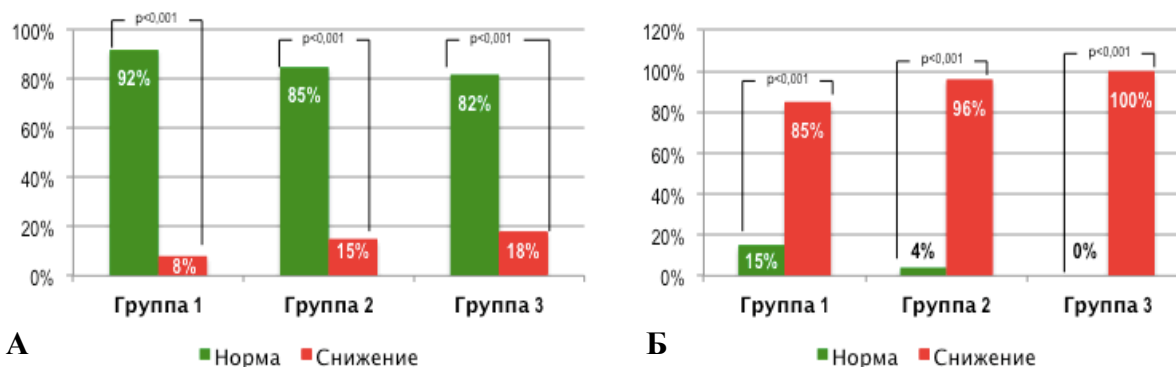 100%
80%
60%
40%
20%
0%
p<0,001
p<0,001
p<0,001
92%
8%
85%
15%
82%
18%
Группа 1 Группа 2 Группа 3
А
Норма Снижение
120%
100%
80%
60%
40%
20%
0%
p<0,001
p<0,001
p<0,001
15%
85%
4%
96%
0%
100%
Группа 1 Группа 2 Группа 3
Б
Норма Снижение